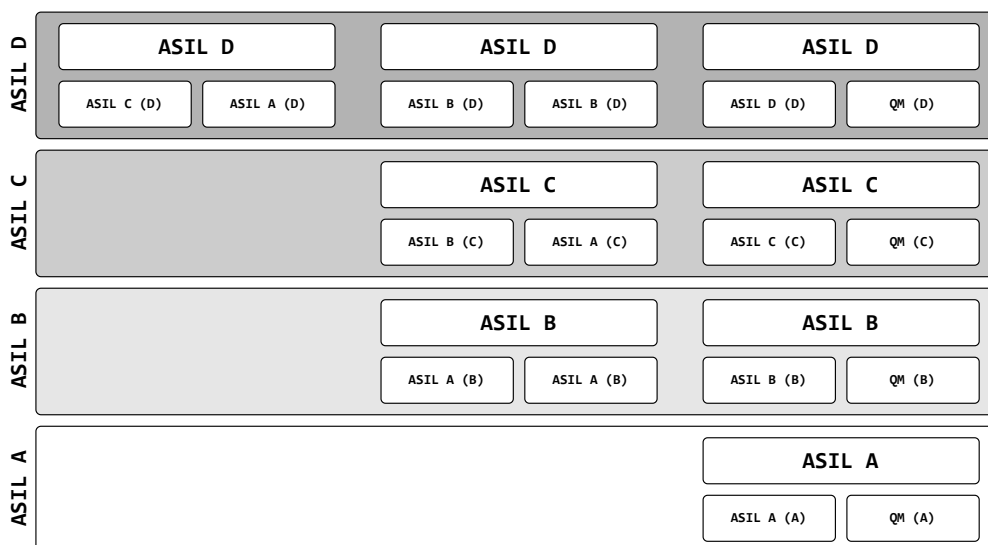 ASIL D
ASIL D ASIL D ASIL D
ASIL C (D) ASIL A (D) ASIL B (D) ASIL B (D) ASIL D (D) QM (D)
ASIL C
ASIL C ASIL C
ASIL B (C) ASIL A (C) ASIL C (C) QM (C)
ASIL B
ASIL B ASIL B
ASIL A (B) ASIL A (B) ASIL B (B) QM (B)
ASIL A
ASIL A
ASIL A (A) QM (A)